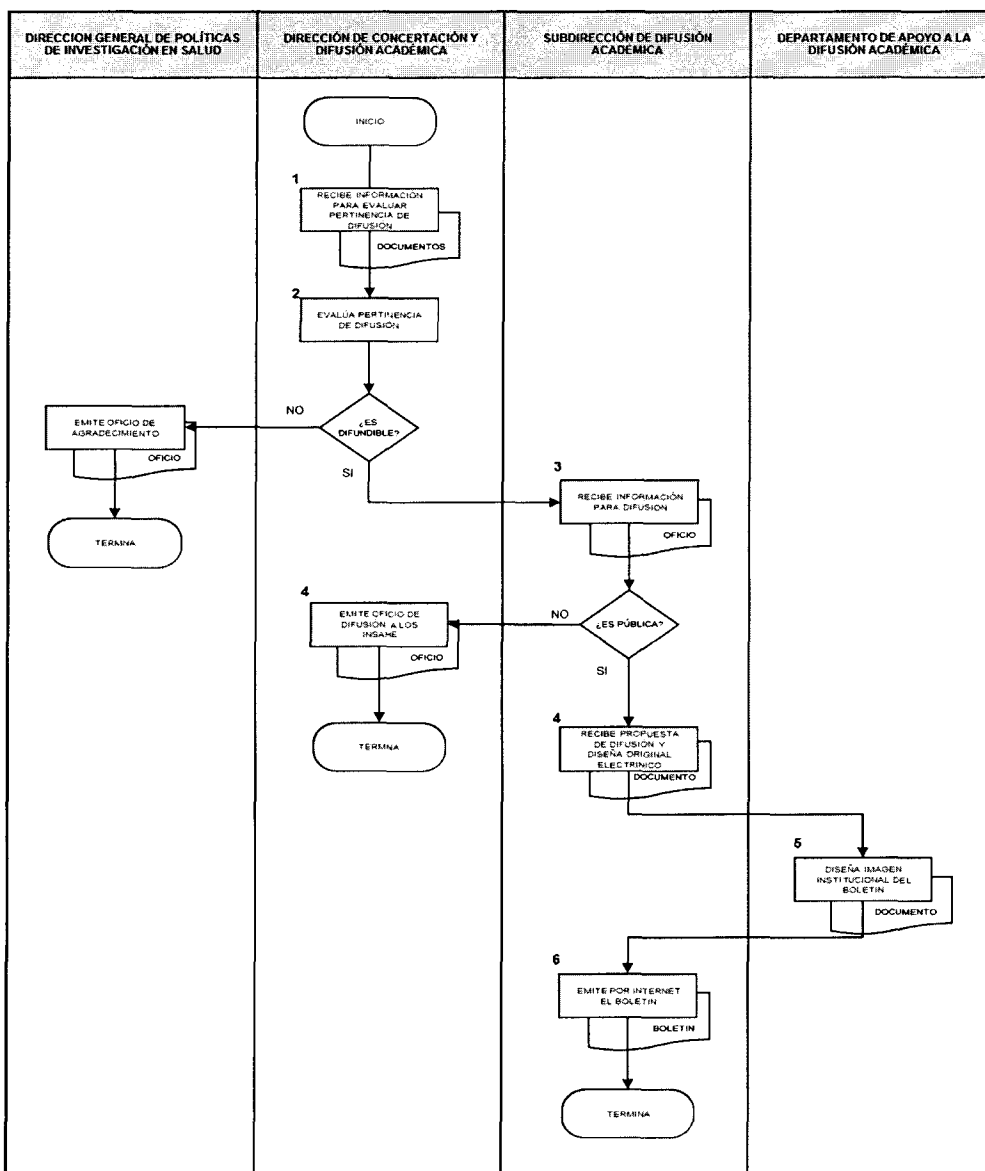 DIRECCION GENERAL DE POLÍTICAS
DE INVESTIGACIÓN EN SALUD
DIRECCIÓN DE CONCERTACIÓN Y
DIFUSIÓN ACADÉMICA
SUBDIRECCIÓN DE DIFUSIÓN
ACADÉMICA
DEPARTAMENTO DE APOYO A LA
DIFUSIÓN ACADÉMICA
INICIO
1
RECIBE INFORMACIÓN
PARA EVALUAR
PERTINENCIA DE
DIFUSIÓN
DOCUMENTOS
2
EVALÚA PERTINENCIA
DE DIFUSIÓN
¿ES
DIFUNDIBLE?
NO
EMITE OFICIO DE
AGRADECIMIENTO
OFICIO
TERMINA
SI
3
RECIBE INFORMACIÓN
PARA DIFUSIÓN
OFICIO
¿ES PÚBLICA?
NO
4
EMITE OFICIO DE
DIFUSIÓN A LOS
INSAHE
OFICIO
TERMINA
SI
4
RECIBE PROPUESTA
DE DIFUSIÓN Y
DISEÑA ORIGINAL
ELECTRINICO
DOCUMENTO
5
DISEÑA IMAGEN
INSTITUCIONAL DEL
BOLETIN
DOCUMENTO
6
EMITE POR INTERNET
EL BOLETIN
BOLETIN
TERMINA